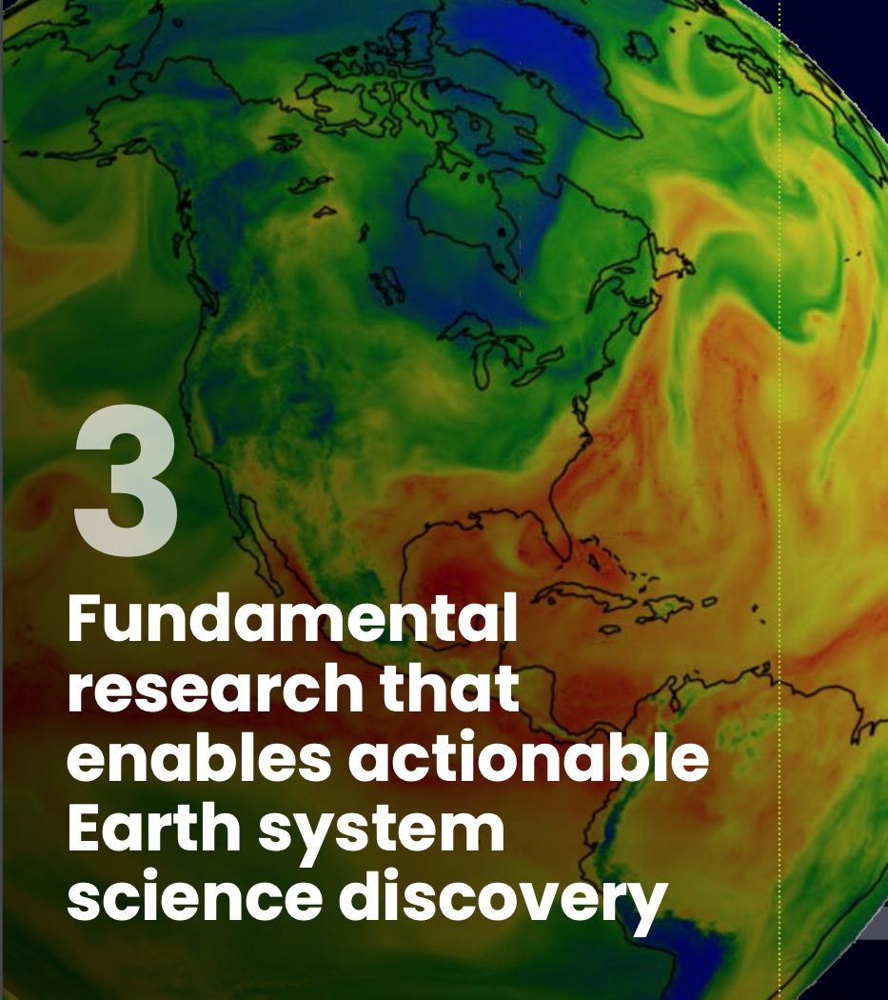 3
Fundamental
research that
enables actionable
Earth system
science discovery